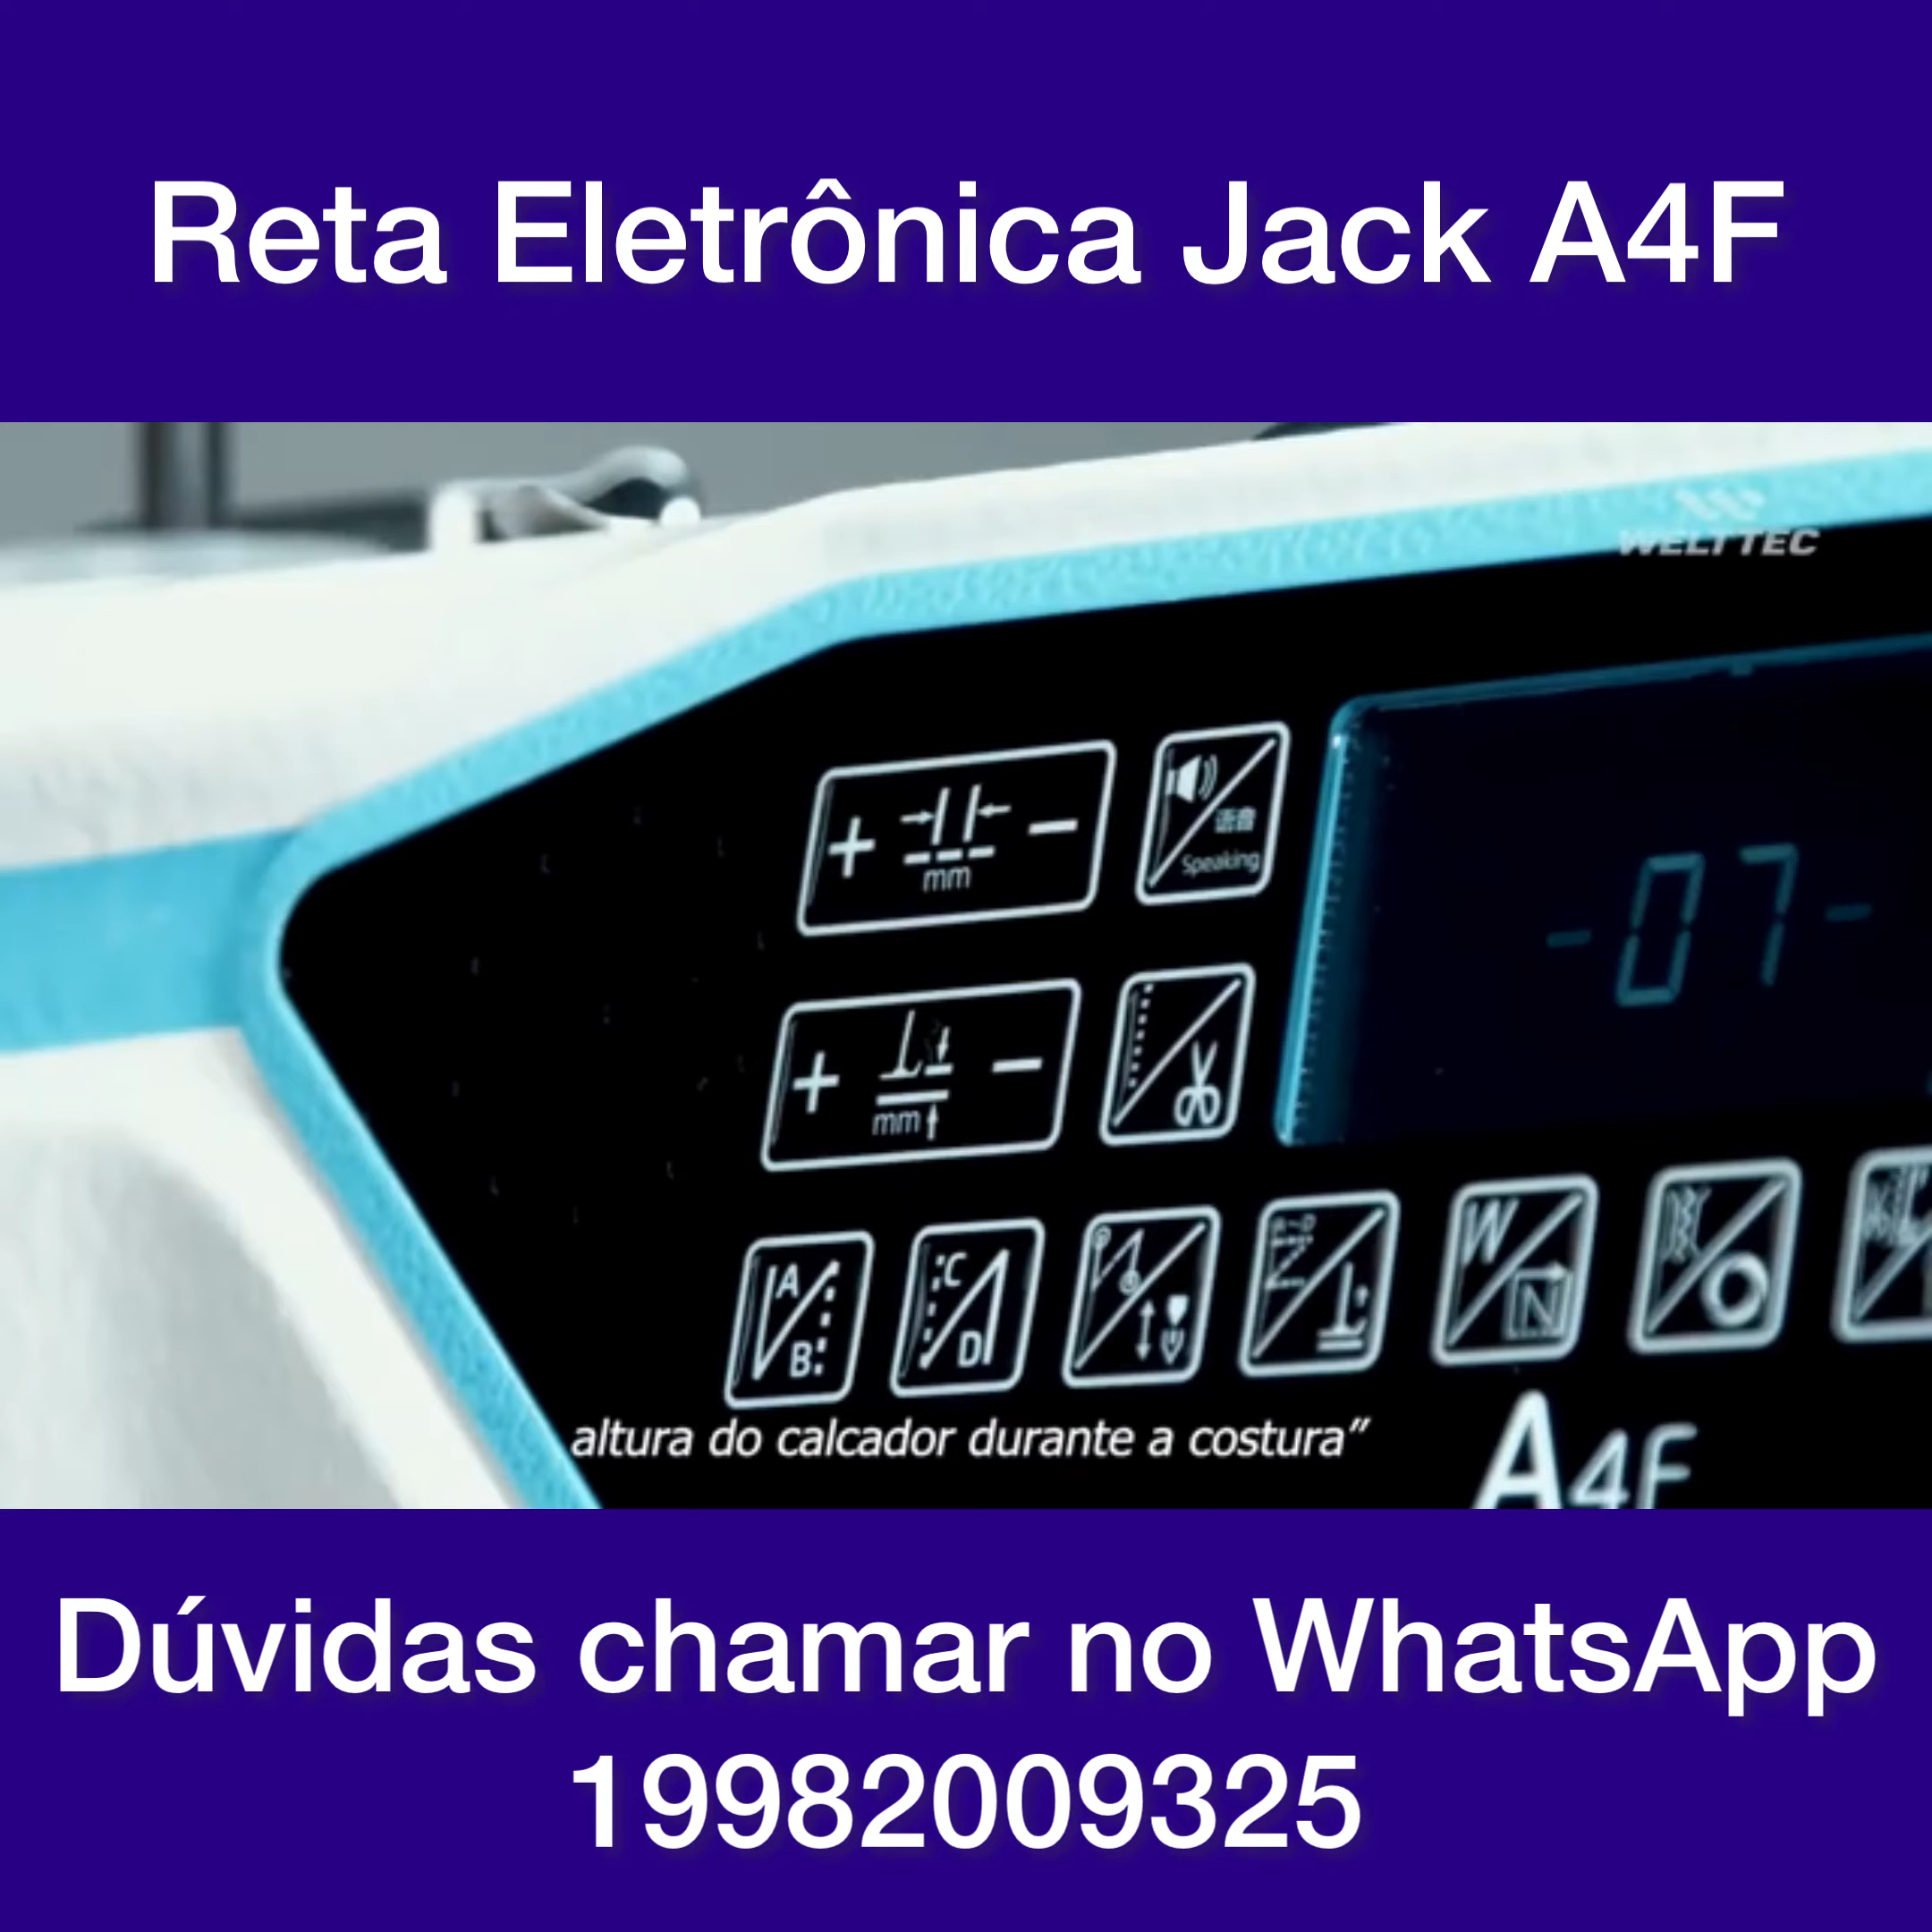 Reta Eletrônica Jack A4F
WELTTEC
+ mm −
语音
Speaking
-07-
+ mm −
A
B
C
D
A~D
W
N
altura do calcador durante a costura”
A4F
Dúvidas chamar no WhatsApp
19982009325